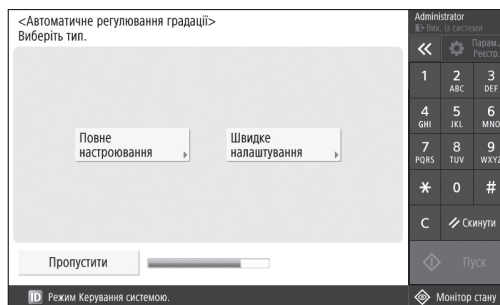 <Автоматичне регулювання градації>
Виберіть тип.
Повне
настроювання
Швидке
налаштування
Пропустити
ID Режим Керування системою.
Administrator
Вих. із системи
Парам./
Реєстр.
1
2
ABC
3
DEF
4
GHI
5
JKL
6
MNO
7
PQRS
8
TUV
9
WXYZ
*
0
#
C
Скинути
Пуск
Монітор стану